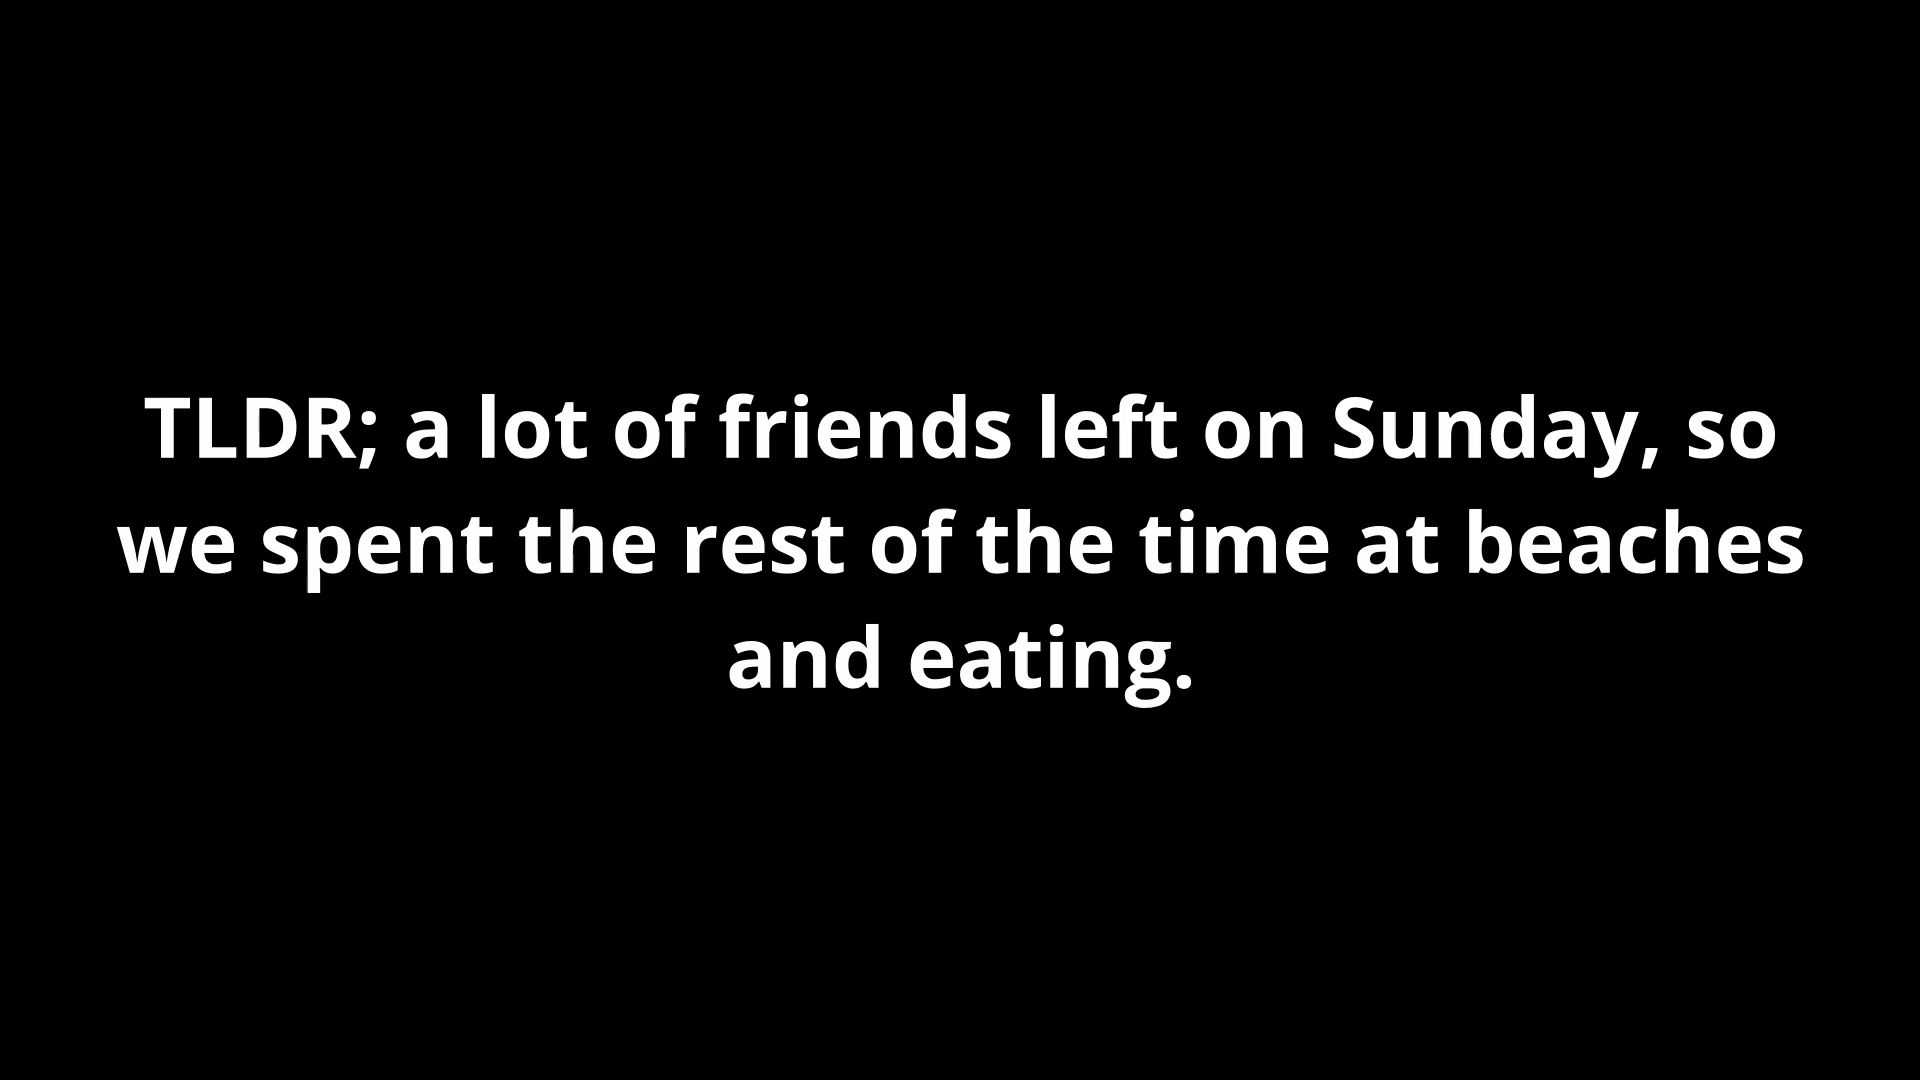 TLDR; a lot of friends left on Sunday, so
we spent the rest of the time at beaches
and eating.